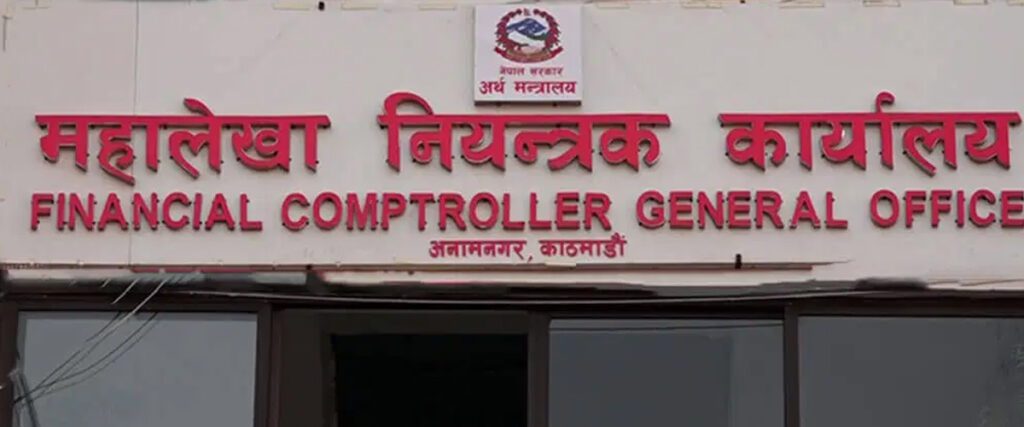 नेपाल सरकार
अर्थ मन्त्रालय
महालेखा नियन्त्रक कार्यालय
FINANCIAL COMPTROLLER GENERAL OFFICE
अनामनगर, काठमाडौं